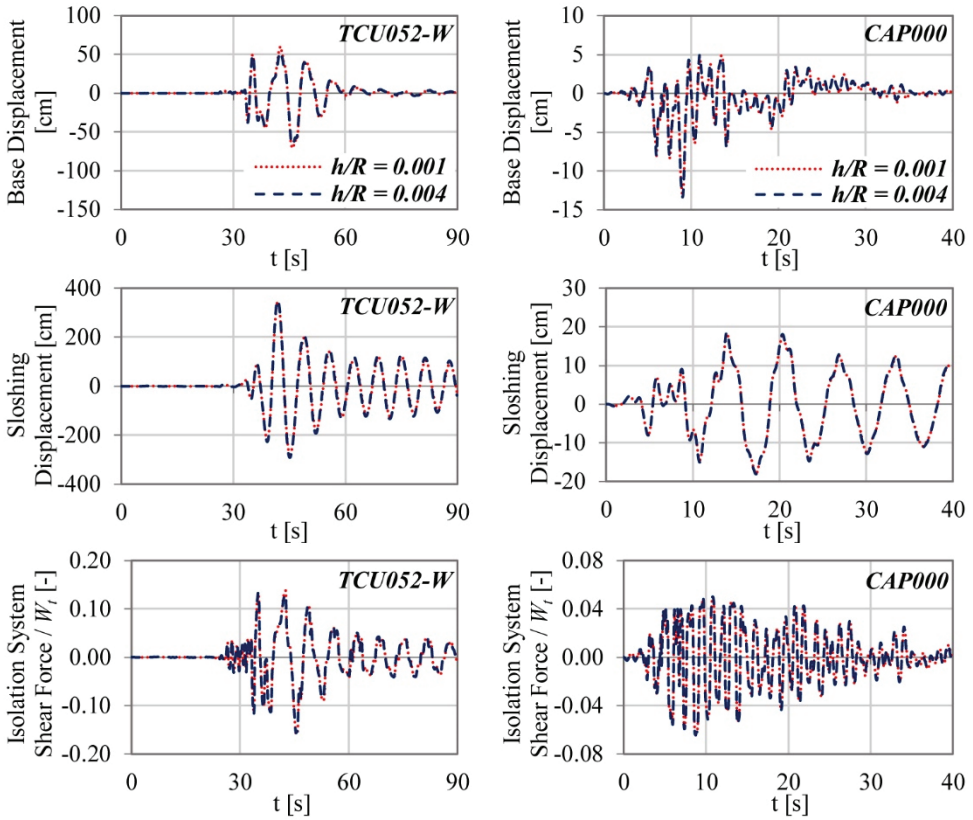 TCU052-W
Base Displacement
[cm]
100
50
0
-50
-100
-150
h/R = 0.001
h/R = 0.004
0
30
60
90
t [s]
CAP000
Base Displacement
[cm]
10
5
0
-5
-10
-15
h/R = 0.001
h/R = 0.004
0
10
20
30
40
t [s]
TCU052-W
Sloshing
Displacement [cm]
400
200
0
-200
-400
0
30
60
90
t [s]
CAP000
Sloshing
Displacement [cm]
30
20
10
0
-10
-20
0
10
20
30
40
t [s]
TCU052-W
Isolation System
Shear Force / Wt [-]
0.20
0.10
0.00
-0.10
-0.20
0
30
60
90
t [s]
CAP000
Isolation System
Shear Force / Wt [-]
0.08
0.04
0.00
-0.04
-0.08
0
10
20
30
40
t [s]